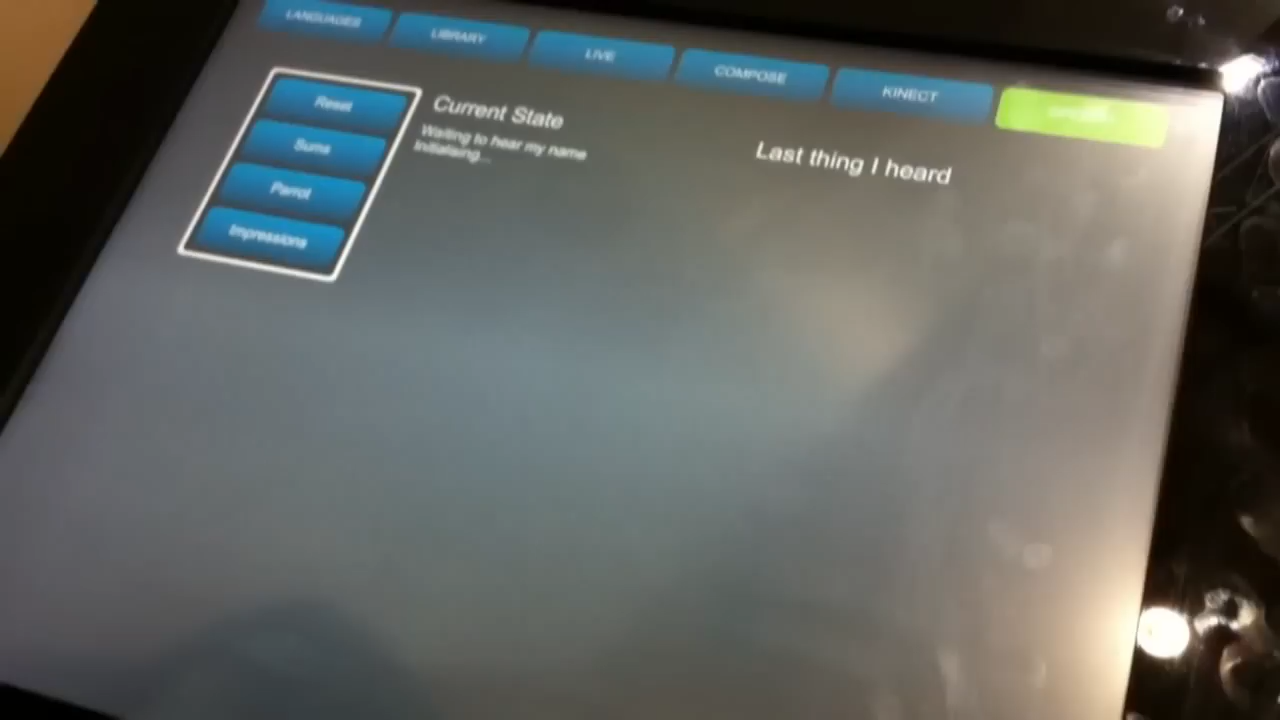 LANGUAGES
LIBRARY
LIVE
COMPOSE
KINECT
Reset
Sums
Parrot
Impressions
Current State
Waiting to hear my name
Initialising...
Last thing I heard